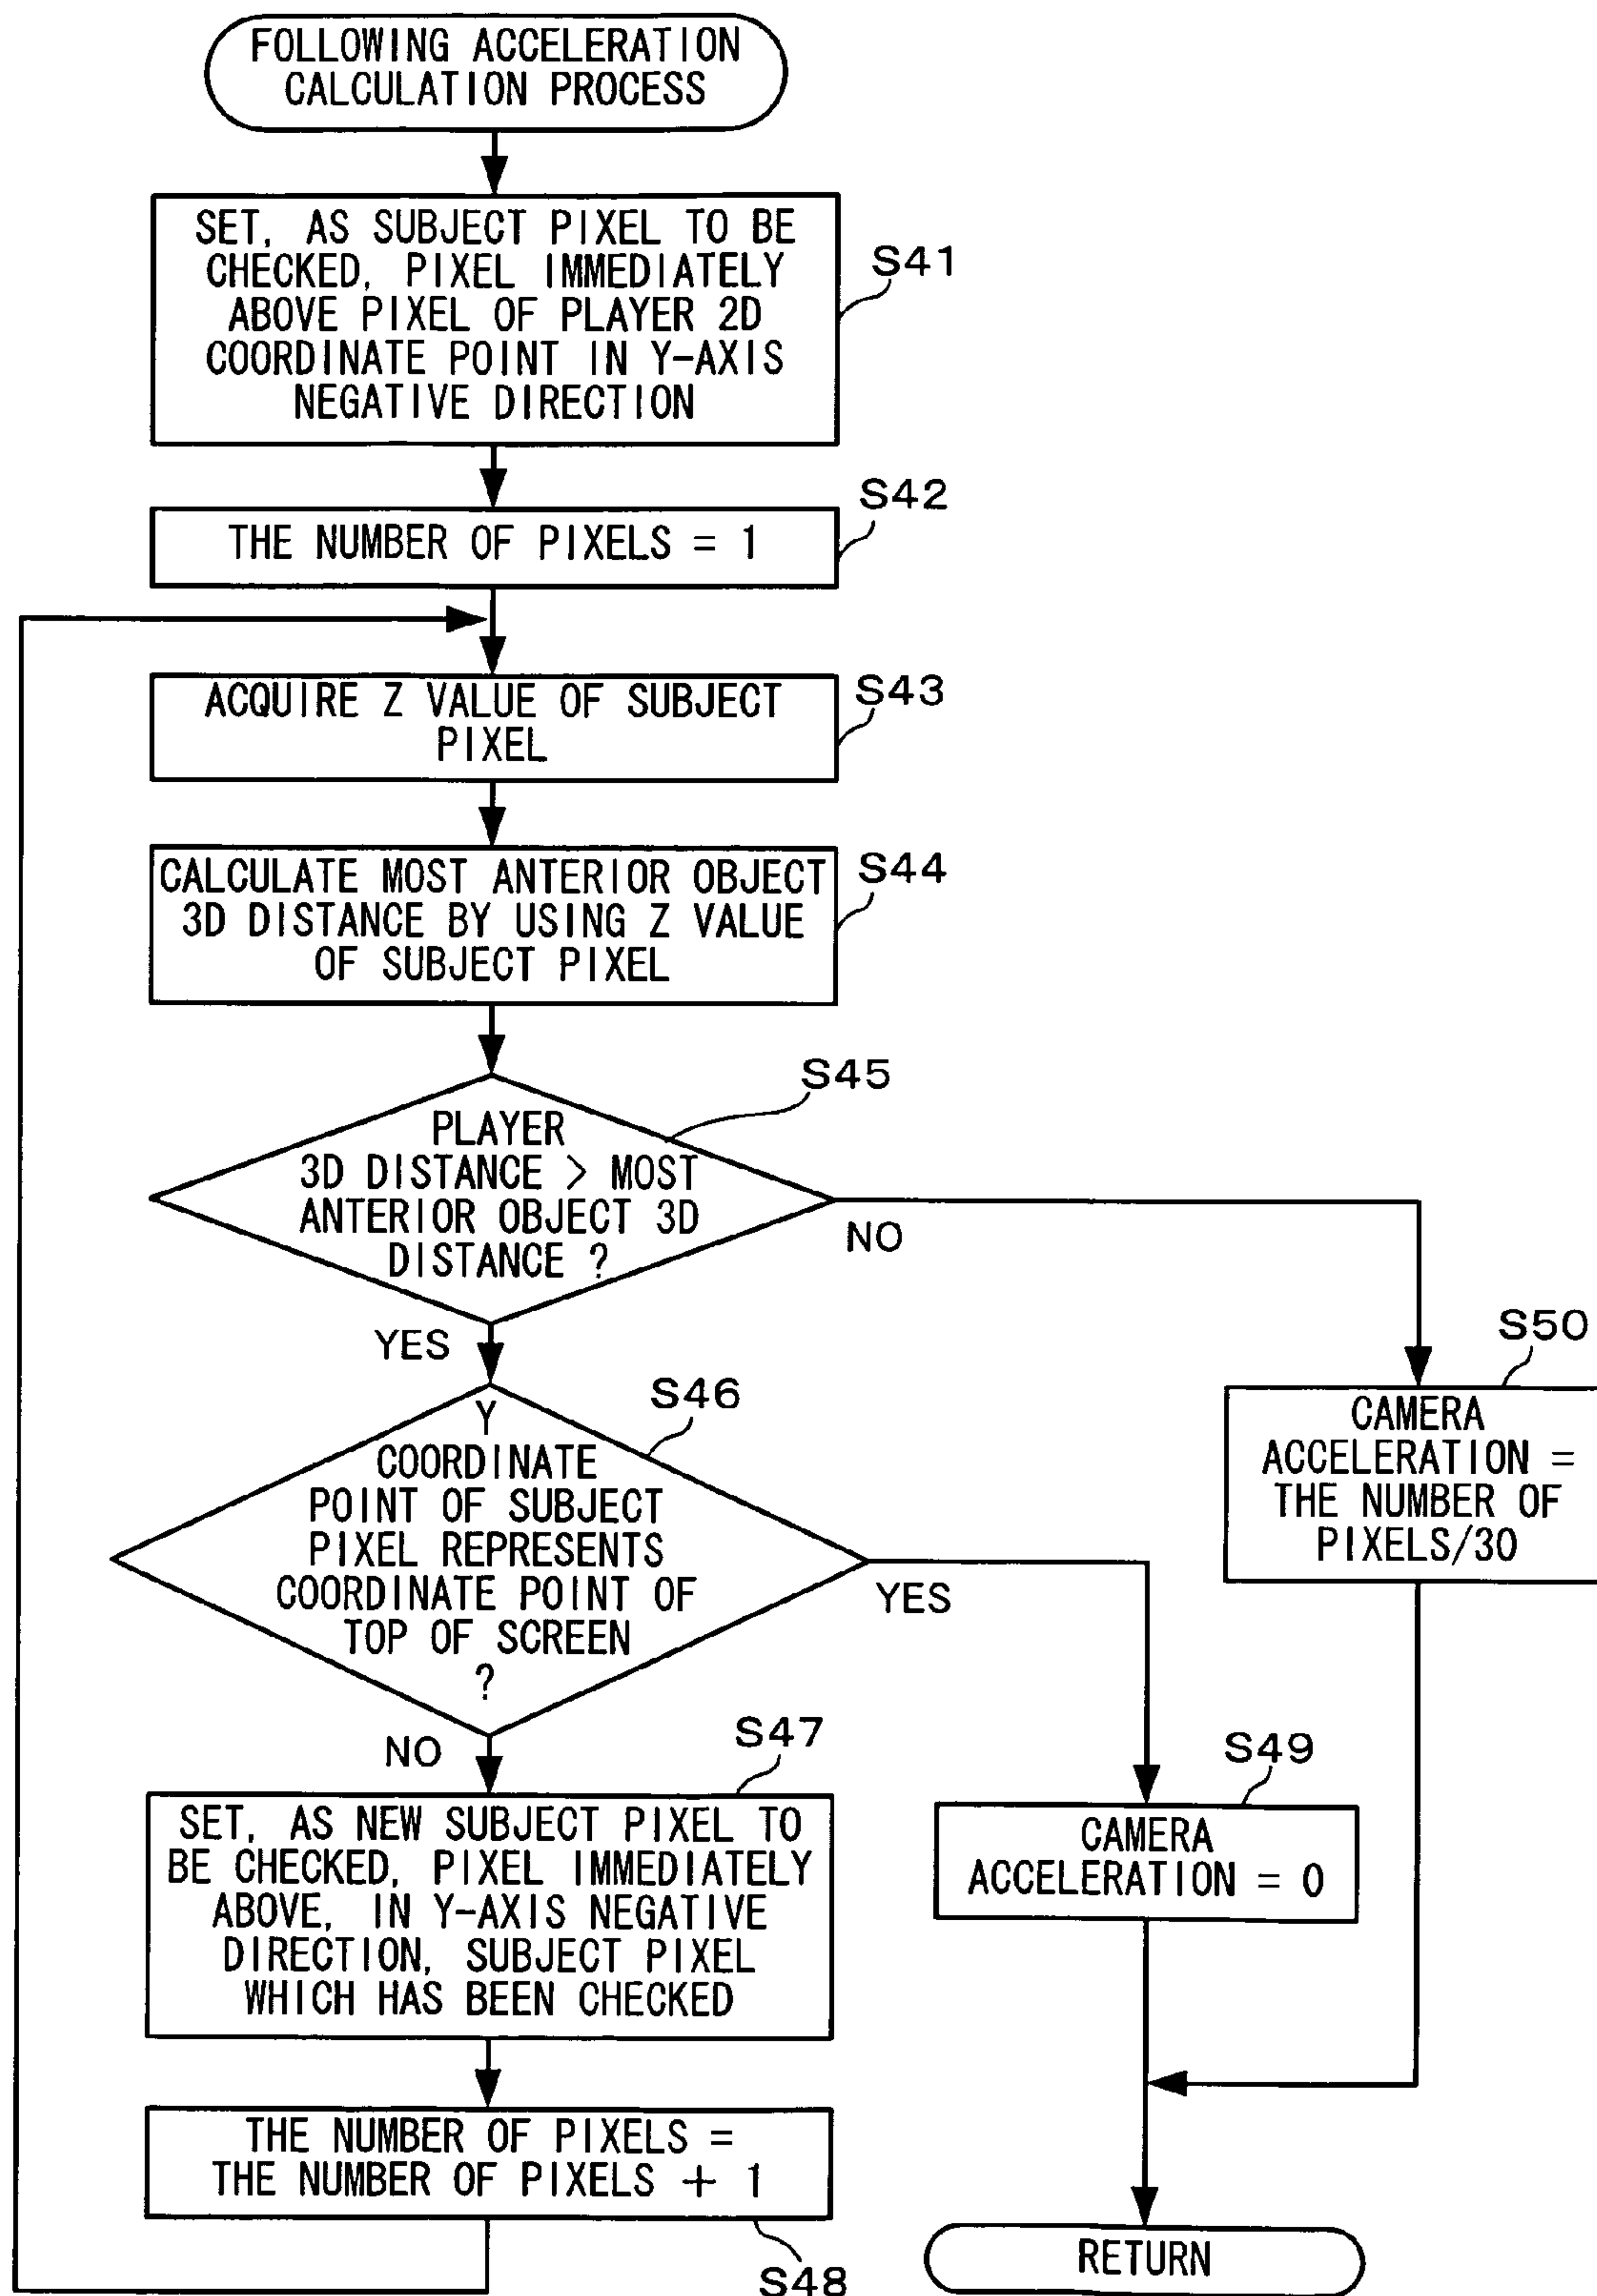 FOLLOWING ACCELERATION
CALCULATION PROCESS
SET, AS SUBJECT PIXEL TO BE
CHECKED, PIXEL IMMEDIATELY
ABOVE PIXEL OF PLAYER 2D
COORDINATE POINT IN Y-AXIS
NEGATIVE DIRECTION
S41
THE NUMBER OF PIXELS = 1
S42
ACQUIRE Z VALUE OF SUBJECT
PIXEL
S43
CALCULATE MOST ANTERIOR OBJECT
3D DISTANCE BY USING Z VALUE
OF SUBJECT PIXEL
S44
S45
PLAYER
3D DISTANCE > MOST
ANTERIOR OBJECT 3D
DISTANCE ?
NO
YES
S46
Y
COORDINATE
POINT OF SUBJECT
PIXEL REPRESENTS
COORDINATE POINT OF
TOP OF SCREEN
?
YES
NO
S50
CAMERA
ACCELERATION =
THE NUMBER OF
PIXELS/30
S47
SET, AS NEW SUBJECT PIXEL TO
BE CHECKED, PIXEL IMMEDIATELY
ABOVE, IN Y-AXIS NEGATIVE
DIRECTION, SUBJECT PIXEL
WHICH HAS BEEN CHECKED
S49
CAMERA
ACCELERATION = 0
THE NUMBER OF PIXELS =
THE NUMBER OF PIXELS + 1
S48
RETURN